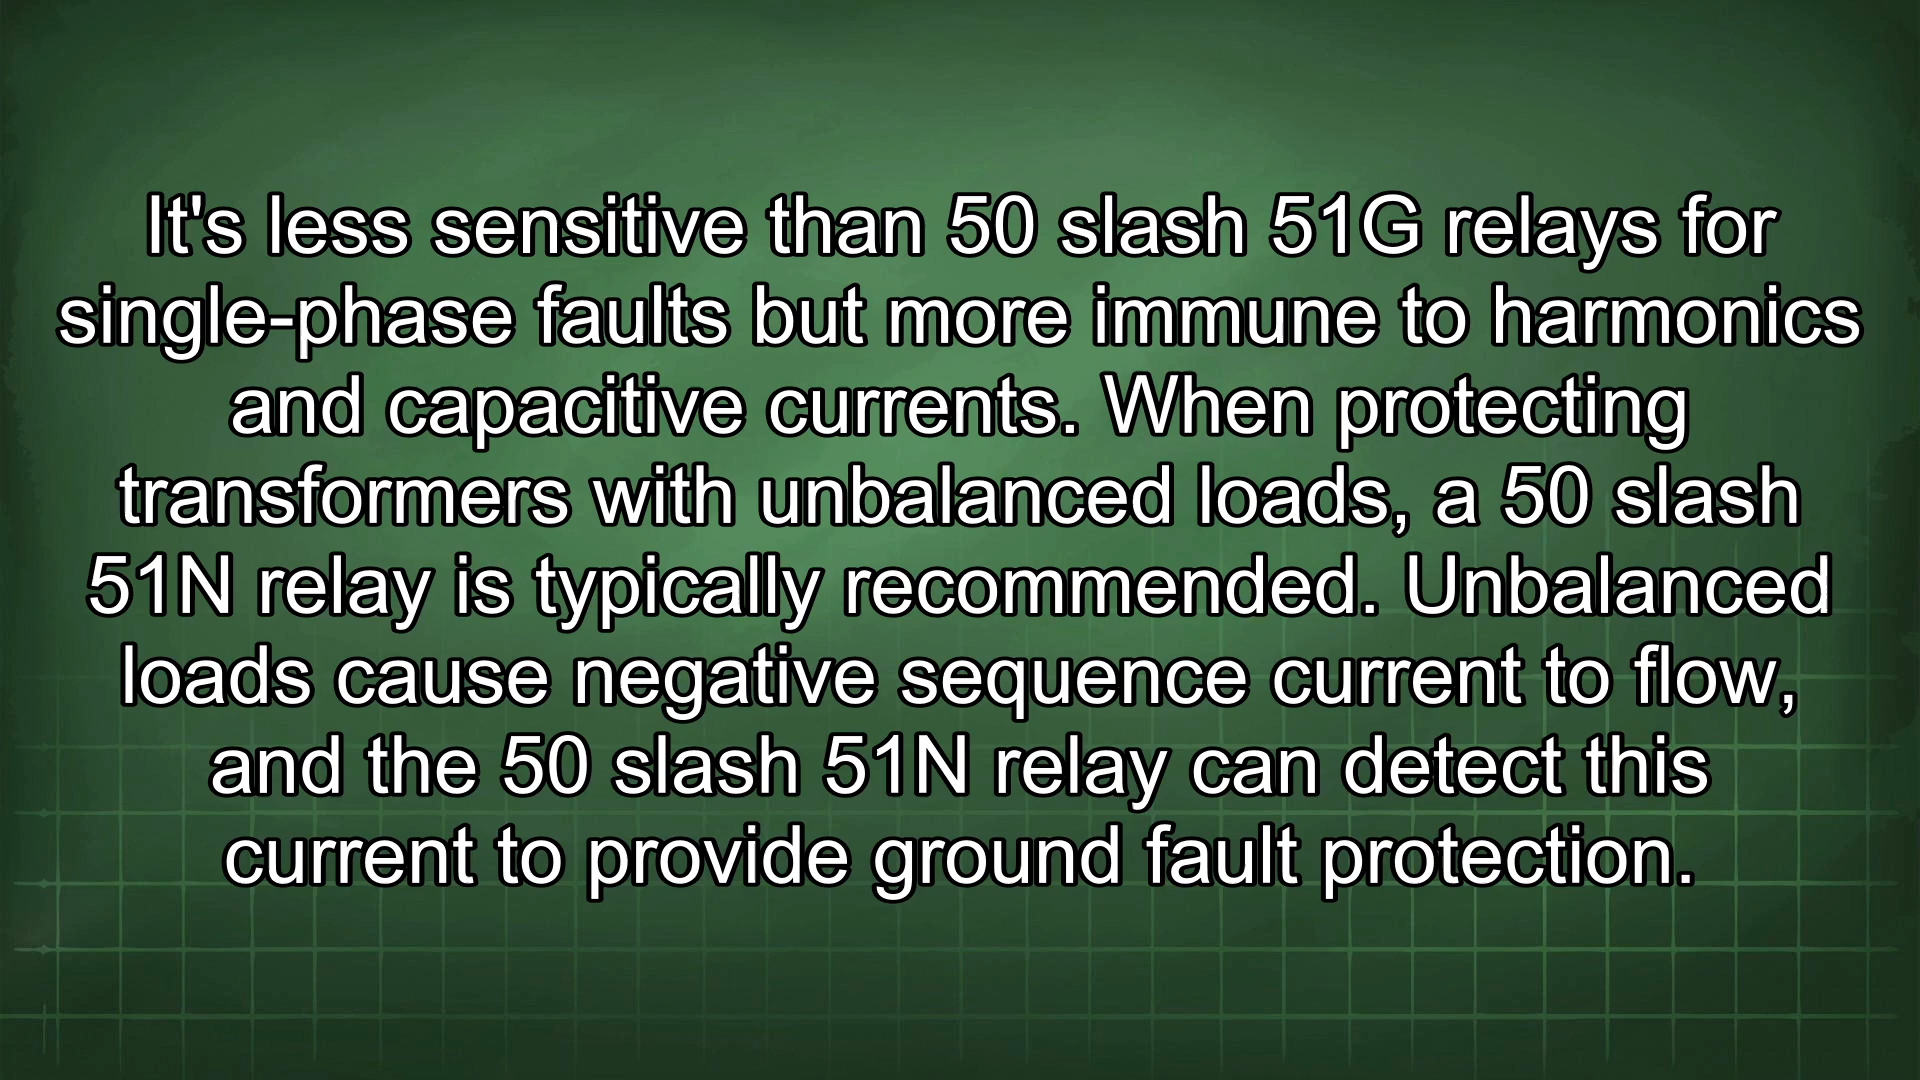 It's less sensitive than 50 slash 51G relays for
single-phase faults but more immune to harmonics
and capacitive currents. When protecting
transformers with unbalanced loads, a 50 slash
51N relay is typically recommended. Unbalanced
loads cause negative sequence current to flow,
and the 50 slash 51N relay can detect this
current to provide ground fault protection.